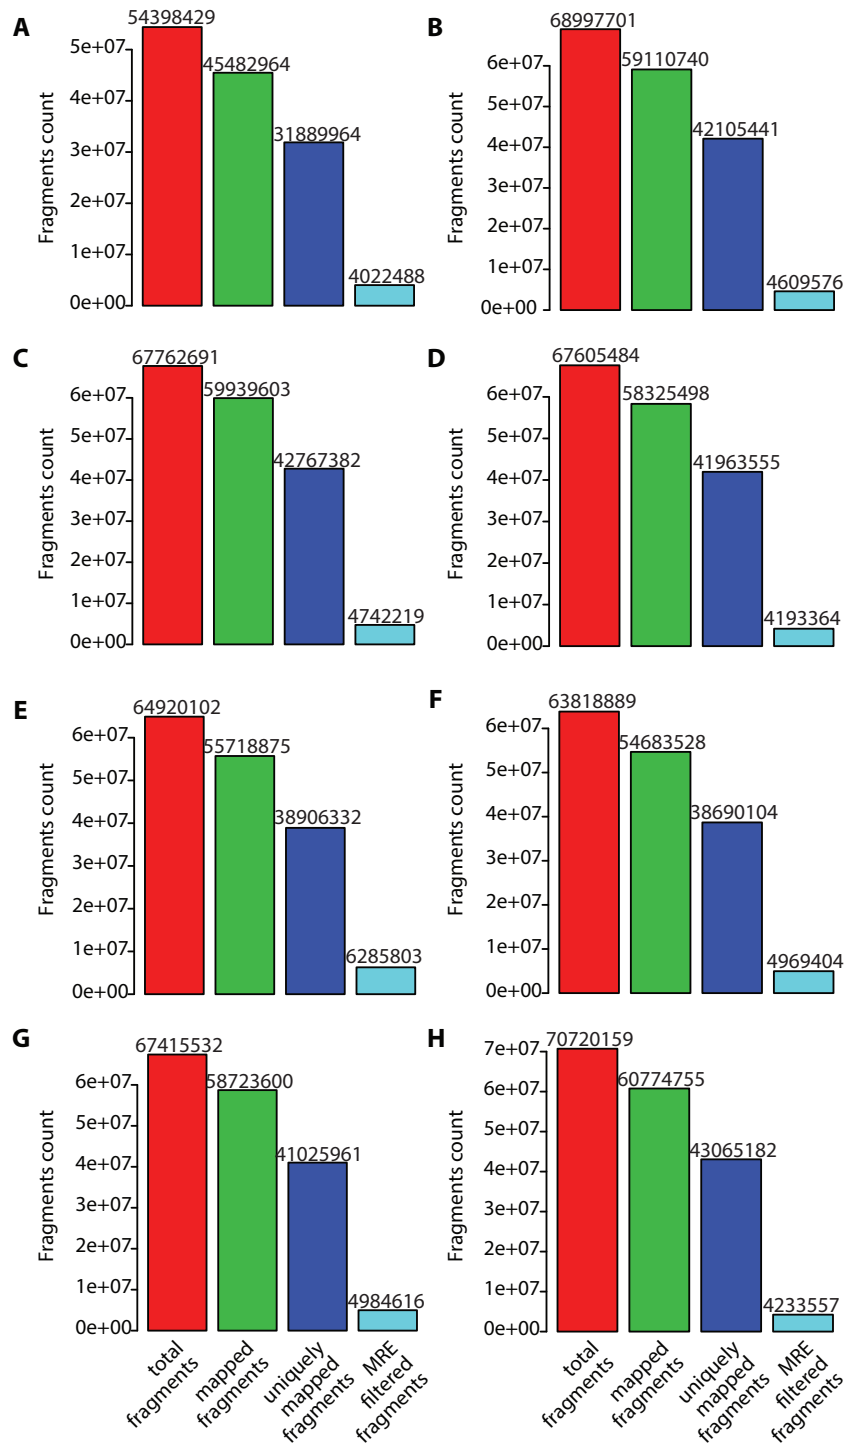 A
54398429
45482964
31889964
4022488
5e+07
4e+07
3e+07
2e+07
1e+07
0e+00
Fragments count
B
68997701
59110740
42105441
4609576
6e+07
5e+07
4e+07
3e+07
2e+07
1e+07
0e+00
Fragments count
C
67762691
59939603
42767382
4742219
6e+07
5e+07
4e+07
3e+07
2e+07
1e+07
0e+00
Fragments count
D
67605484
58325498
41963555
4193364
6e+07
5e+07
4e+07
3e+07
2e+07
1e+07
0e+00
Fragments count
E
64920102
55718875
38906332
6285803
6e+07
5e+07
4e+07
3e+07
2e+07
1e+07
0e+00
Fragments count
F
63818889
54683528
38690104
4969404
6e+07
5e+07
4e+07
3e+07
2e+07
1e+07
0e+00
Fragments count
G
67415532
58723600
41025961
4984616
6e+07
5e+07
4e+07
3e+07
2e+07
1e+07
0e+00
Fragments count
total
fragments
mapped
fragments
uniquely
mapped
fragments
MRE
filtered
fragments
H
70720159
60774755
43065182
4233557
7e+07
6e+07
5e+07
4e+07
3e+07
2e+07
1e+07
0e+00
Fragments count
total
fragments
mapped
fragments
uniquely
mapped
fragments
MRE
filtered
fragments